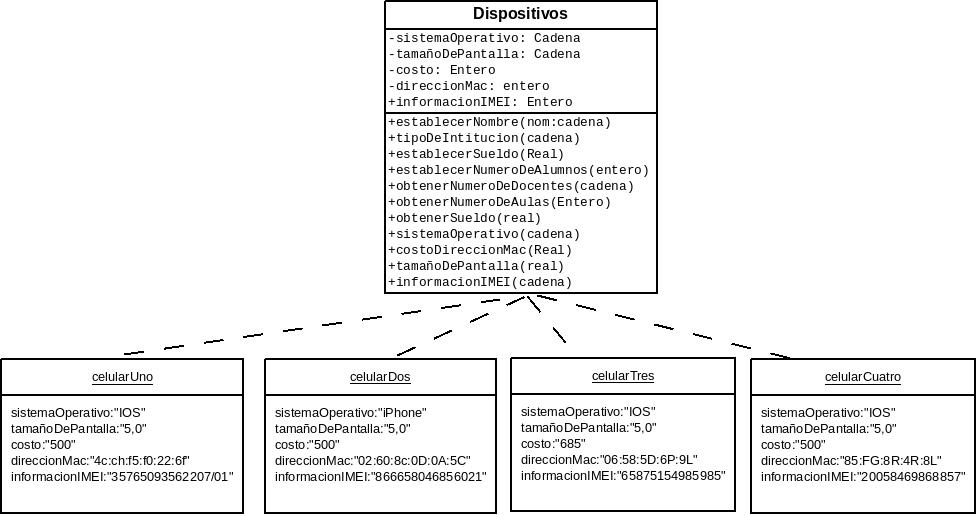 Dispositivos
-sistemaOperativo: Cadena
-tamañoDePantalla: Cadena
-costo: Entero
-direccionMac: entero
+informacionIMEI: Entero
+establecerNombre(nom:cadena)
+tipoDeIntitucion(cadena)
+establecerSueldo(Real)
+establecerNumeroDeAlumnos(entero)
+obtenerNumeroDeDocentes(cadena)
+obtenerNumeroDeAulas(Entero)
+obtenerSueldo(real)
+sistemaOperativo(cadena)
+costoDireccionMac(Real)
+tamañoDePantalla(real)
+informacionIMEI(cadena)
celularUno
sistemaOperativo:"IOS"
tamañoDePantalla:"5,0"
costo:"500"
direccionMac:"4c:ch:f5:f0:22:6f"
informacionIMEI:"35765093562207/01"
celularDos
sistemaOperativo:"iPhone"
tamañoDePantalla:"5,0"
costo:"500"
direccionMac:"02:60:8c:0D:0A:5C"
informacionIMEI:"866658046856021"
celularTres
sistemaOperativo:"IOS"
tamañoDePantalla:"5,0"
costo:"685"
direccionMac:"06:58:5D:6P:9L"
informacionIMEI:"65875154985985"
celularCuatro
sistemaOperativo:"IOS"
tamañoDePantalla:"5,0"
costo:"500"
direccionMac:"85:FG:8R:4R:8L"
informacionIMEI:"20058469868857"